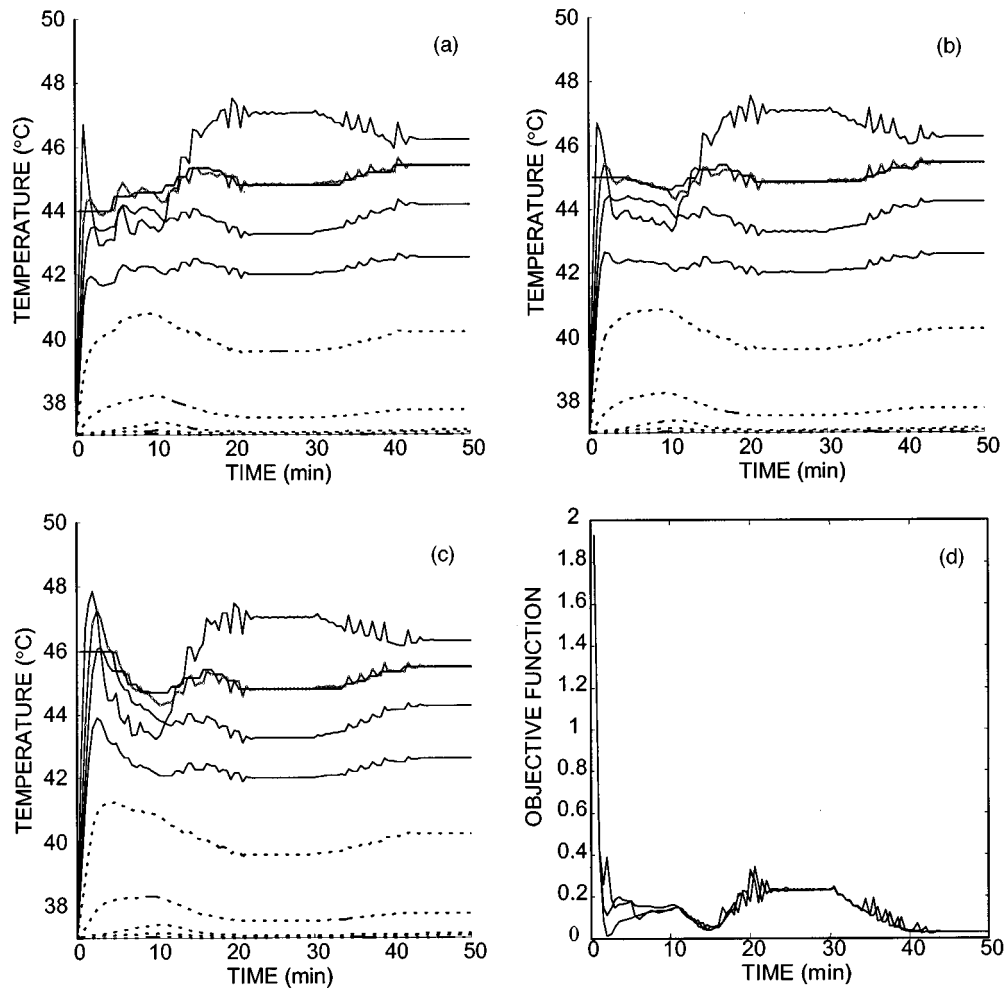 50
48
46
44
42
40
38
TEMPERATURE (°C)
(a)
0 10 20 30 40 50
TIME (min)
50
48
46
44
42
40
38
TEMPERATURE (°C)
(b)
0 10 20 30 40 50
TIME (min)
50
48
46
44
42
40
38
TEMPERATURE (°C)
(c)
0 10 20 30 40 50
TIME (min)
2
1.8
1.6
1.4
1.2
1
0.8
0.6
0.4
0.2
0
OBJECTIVE FUNCTION
(d)
0 10 20 30 40 50
TIME (min)